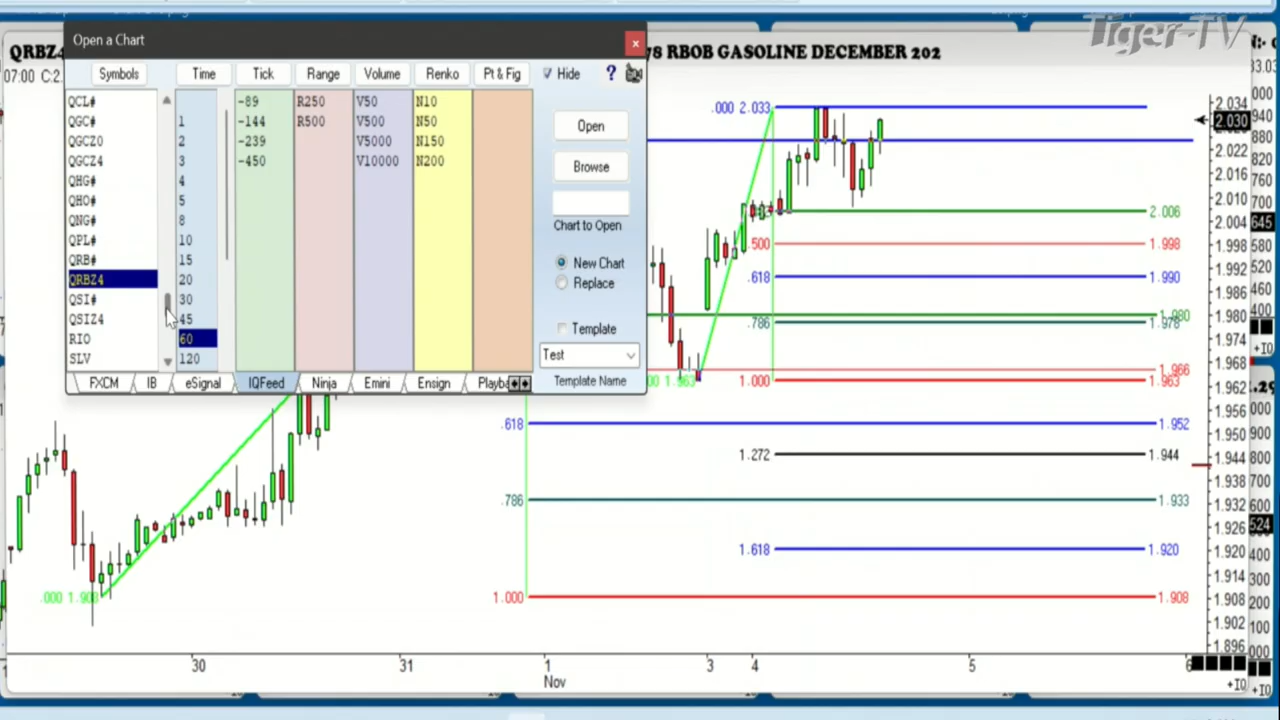 Tiger-TV
Open a Chart
QRBZ4
78 RBOB GASOLINE DECEMBER 202
07:00 C:2.
Symbols
Time
Tick
Range
Volume
Renko
Pt & Fig
Hide
?
QCL#
QGC#
QGCZ0
QGCZ4
QHG#
QHO#
QNG#
QPL#
QRB#
QRBZ4
QSI#
QSIZ4
RIO
SLV
1
2
3
4
5
8
10
15
20
30
45
60
120
-89
-144
-239
-450
R250
R500
V50
V500
V5000
V10000
N10
N50
N150
N200
Open
Browse
Chart to Open
New Chart
Replace
Template
Test
Template Name
FXCM
IB
eSignal
IQFeed
Ninja
Emini
Ensign
Playba
.000 2.033
2.006
.500
1.998
.618
1.990
1.980
.786
1.978
1.966
1.000
1.963
.618
1.952
1.272
1.944
.786
1.933
1.618
1.920
1.000
1.908
2.034
2.030
2.022
2.016
2.010
2.004
1.998
1.992
1.986
1.980
1.974
1.968
1.962
1.956
1.950
1.944
1.938
1.932
1.926
1.920
1.914
1.908
1.902
1.896
30
31
1
Nov
3
4
5
6
+IQ